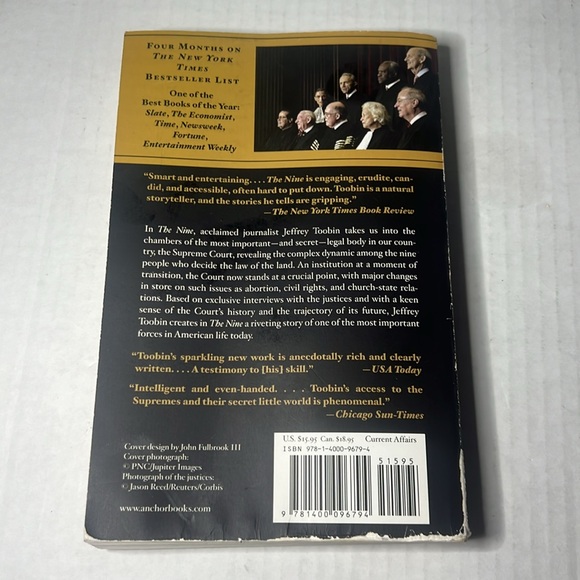 FOUR MONTHS ON
THE NEW YORK
TIMES
BESTSELLER LIST
One of the
Best Books of the Year:
Slate, The Economist,
Time, Newsweek,
Fortune,
Entertainment Weekly
“Smart and entertaining. . . . The Nine is engaging, erudite, can-
did, and accessible, often hard to put down. Toobin is a natural
storyteller, and the stories he tells are gripping.”
—The New York Times Book Review
In The Nine, acclaimed journalist Jeffrey Toobin takes us into the
chambers of the most important—and secret—legal body in our coun-
try, the Supreme Court, revealing the complex dynamic among the nine
people who decide the law of the land. An institution at a moment of
transition, the Court now stands at a crucial point, with major changes
in store on such issues as abortion, civil rights, and church-state rela-
tions. Based on exclusive interviews with the justices and with a keen
sense of the Court’s history and the trajectory of its future, Jeffrey
Toobin creates in The Nine a riveting story of one of the most important
forces in American life today.
“Toobin’s sparkling new work is anecdotally rich and clearly
written. . . . A testimony to [his] skill.” —USA Today
“Intelligent and even-handed. . . . Toobin’s access to the
Supremes and their secret little world is phenomenal.”
—Chicago Sun-Times
Cover design by John Fulbrook III
Cover photograph:
© PNC/Jupiter Images
Photograph of the justices:
© Jason Reed/Reuters/Corbis
www.anchorbooks.com
U.S. $15.95 Can. $18.95 Current Affairs
ISBN 978-1-4000-9679-4
51595
9 781400 096794